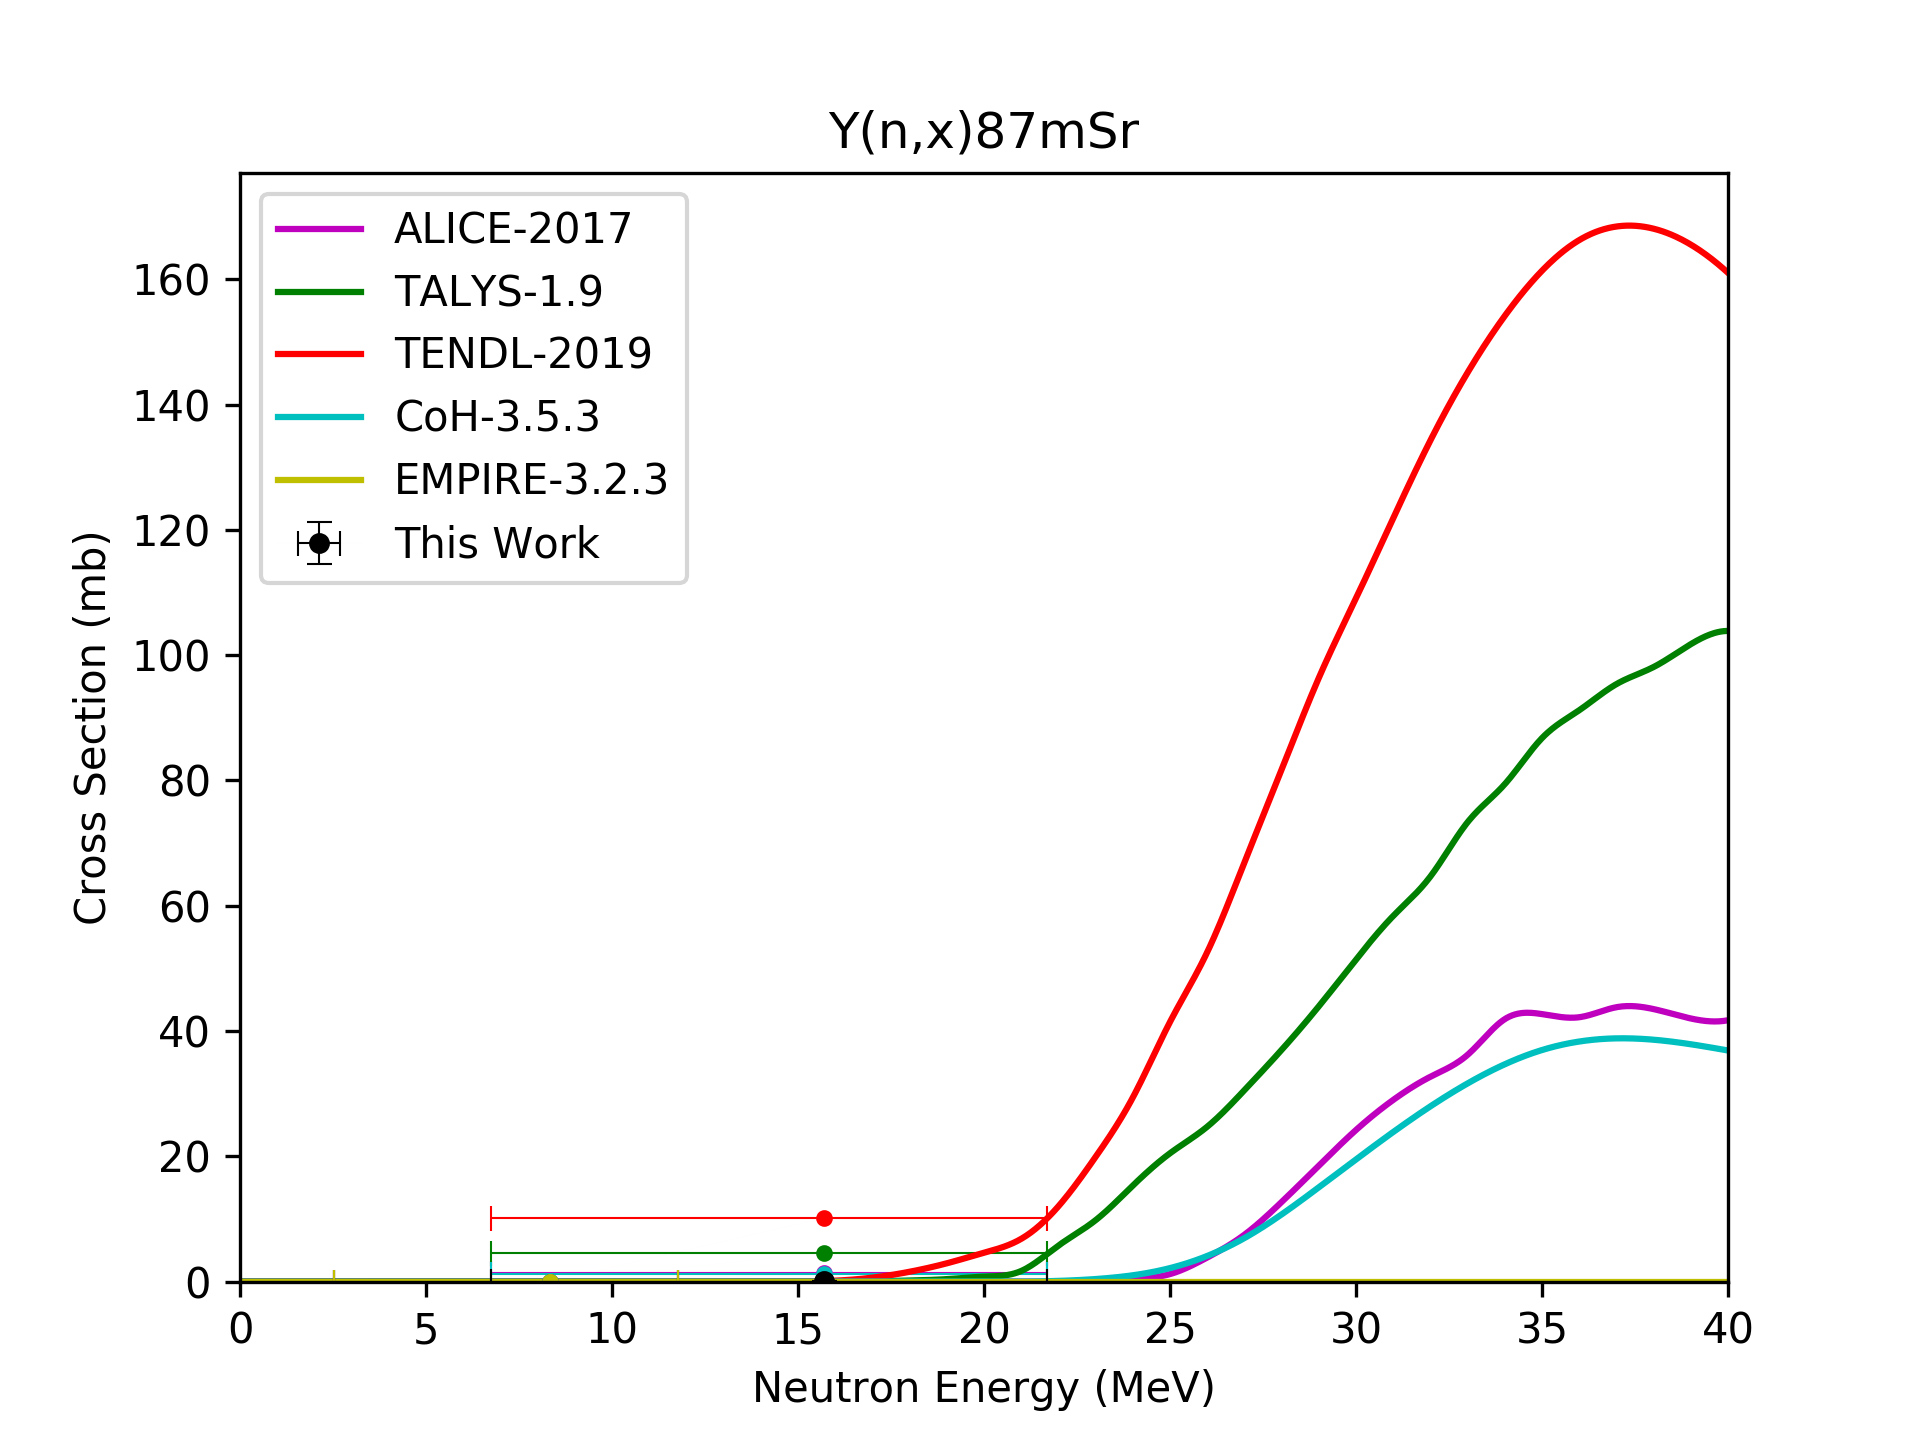 Y(n,x)87mSr
ALICE-2017
TALYS-1.9
TENDL-2019
CoH-3.5.3
EMPIRE-3.2.3
This Work
Cross Section (mb)
160
140
120
100
80
60
40
20
0
0 5 10 15 20 25 30 35 40
Neutron Energy (MeV)